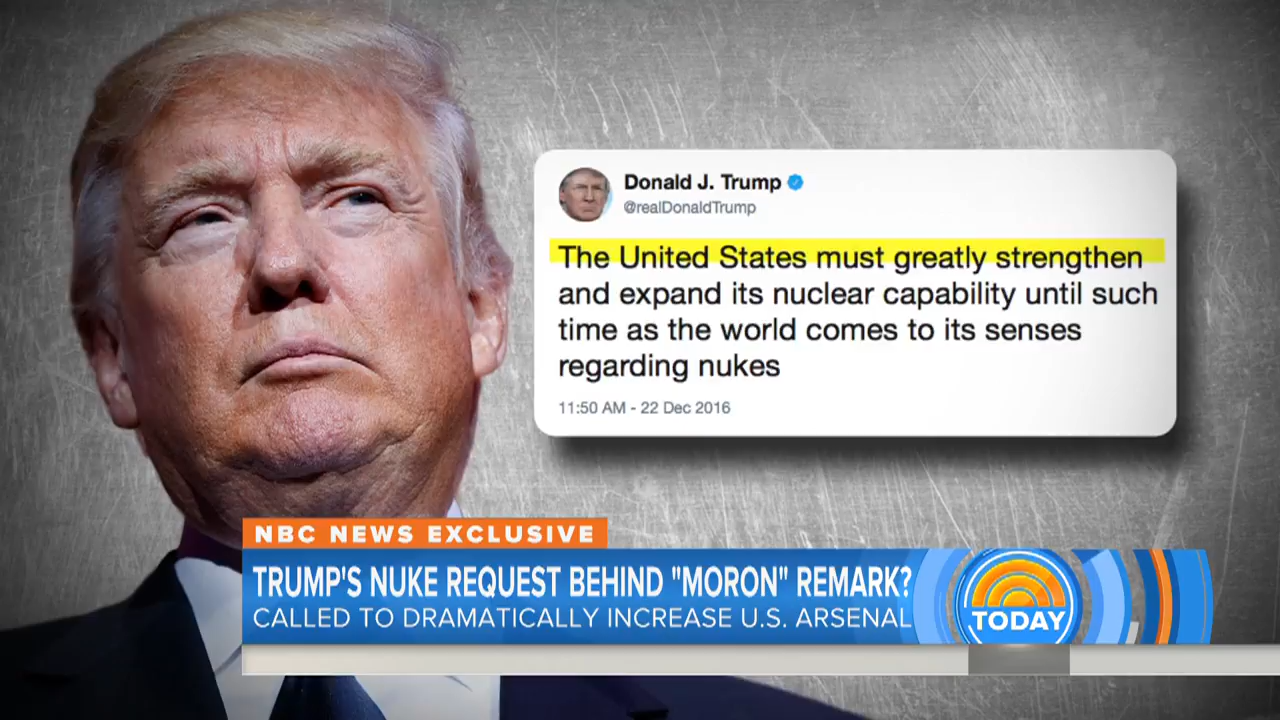 Donald J. Trump
@realDonaldTrump
The United States must greatly strengthen
and expand its nuclear capability until such
time as the world comes to its senses
regarding nukes
11:50 AM - 22 Dec 2016
NBC NEWS EXCLUSIVE
TRUMP'S NUKE REQUEST BEHIND "MORON" REMARK?
CALLED TO DRAMATICALLY INCREASE U.S. ARSENAL
TODAY